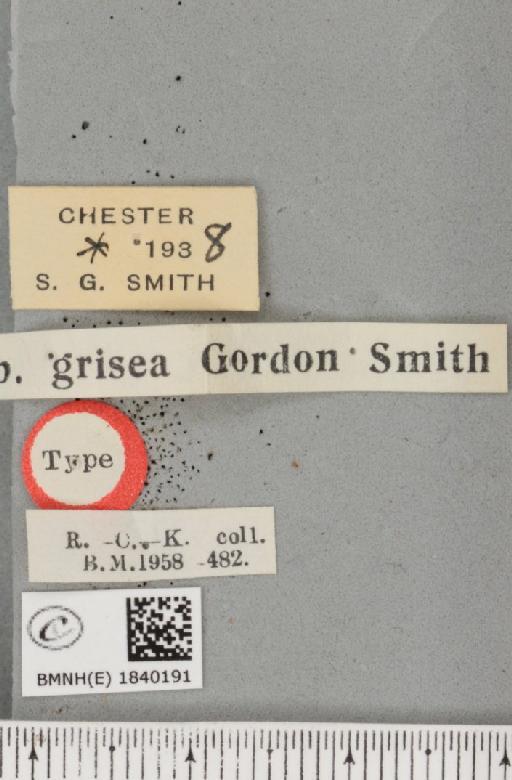 CHESTER
* 1938
S. G. SMITH
b. grisea Gordon Smith
Type
R. -C.-K. coll.
B.M.1958 -482.
C
BMNH(E) 1840191